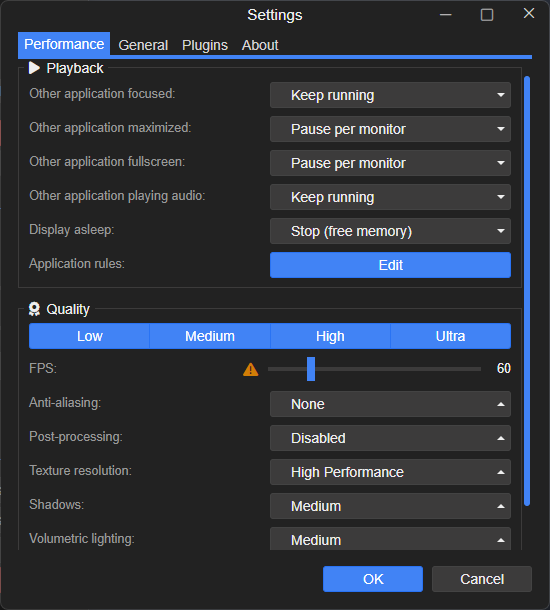 Settings
Performance General Plugins About
Playback
Other application focused: Keep running
Other application maximized: Pause per monitor
Other application fullscreen: Pause per monitor
Other application playing audio: Keep running
Display asleep: Stop (free memory)
Application rules: Edit
Quality
Low Medium High Ultra
FPS: 60
Anti-aliasing: None
Post-processing: Disabled
Texture resolution: High Performance
Shadows: Medium
Volumetric lighting: Medium
OK Cancel